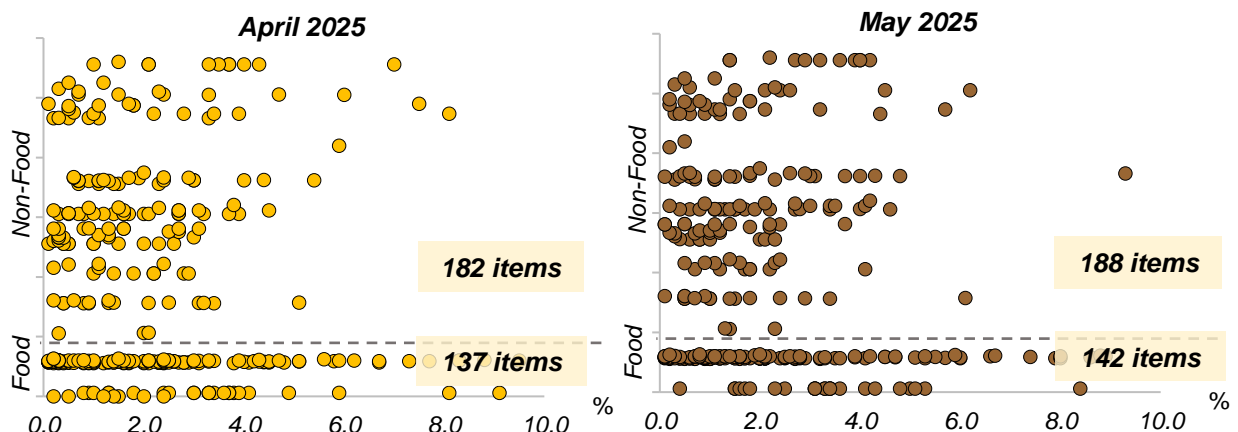 April 2025
Non-Food
Food
182 items
137 items
0.0 2.0 4.0 6.0 8.0 10.0
%
May 2025
Non-Food
Food
188 items
142 items
0.0 2.0 4.0 6.0 8.0 10.0
%